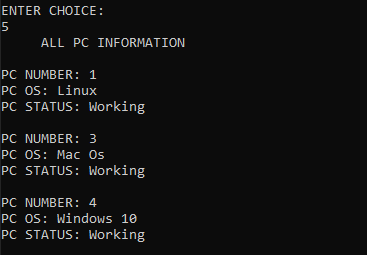 ENTER CHOICE:
5
ALL PC INFORMATION
PC NUMBER: 1
PC OS: Linux
PC STATUS: Working
PC NUMBER: 3
PC OS: Mac Os
PC STATUS: Working
PC NUMBER: 4
PC OS: Windows 10
PC STATUS: Working